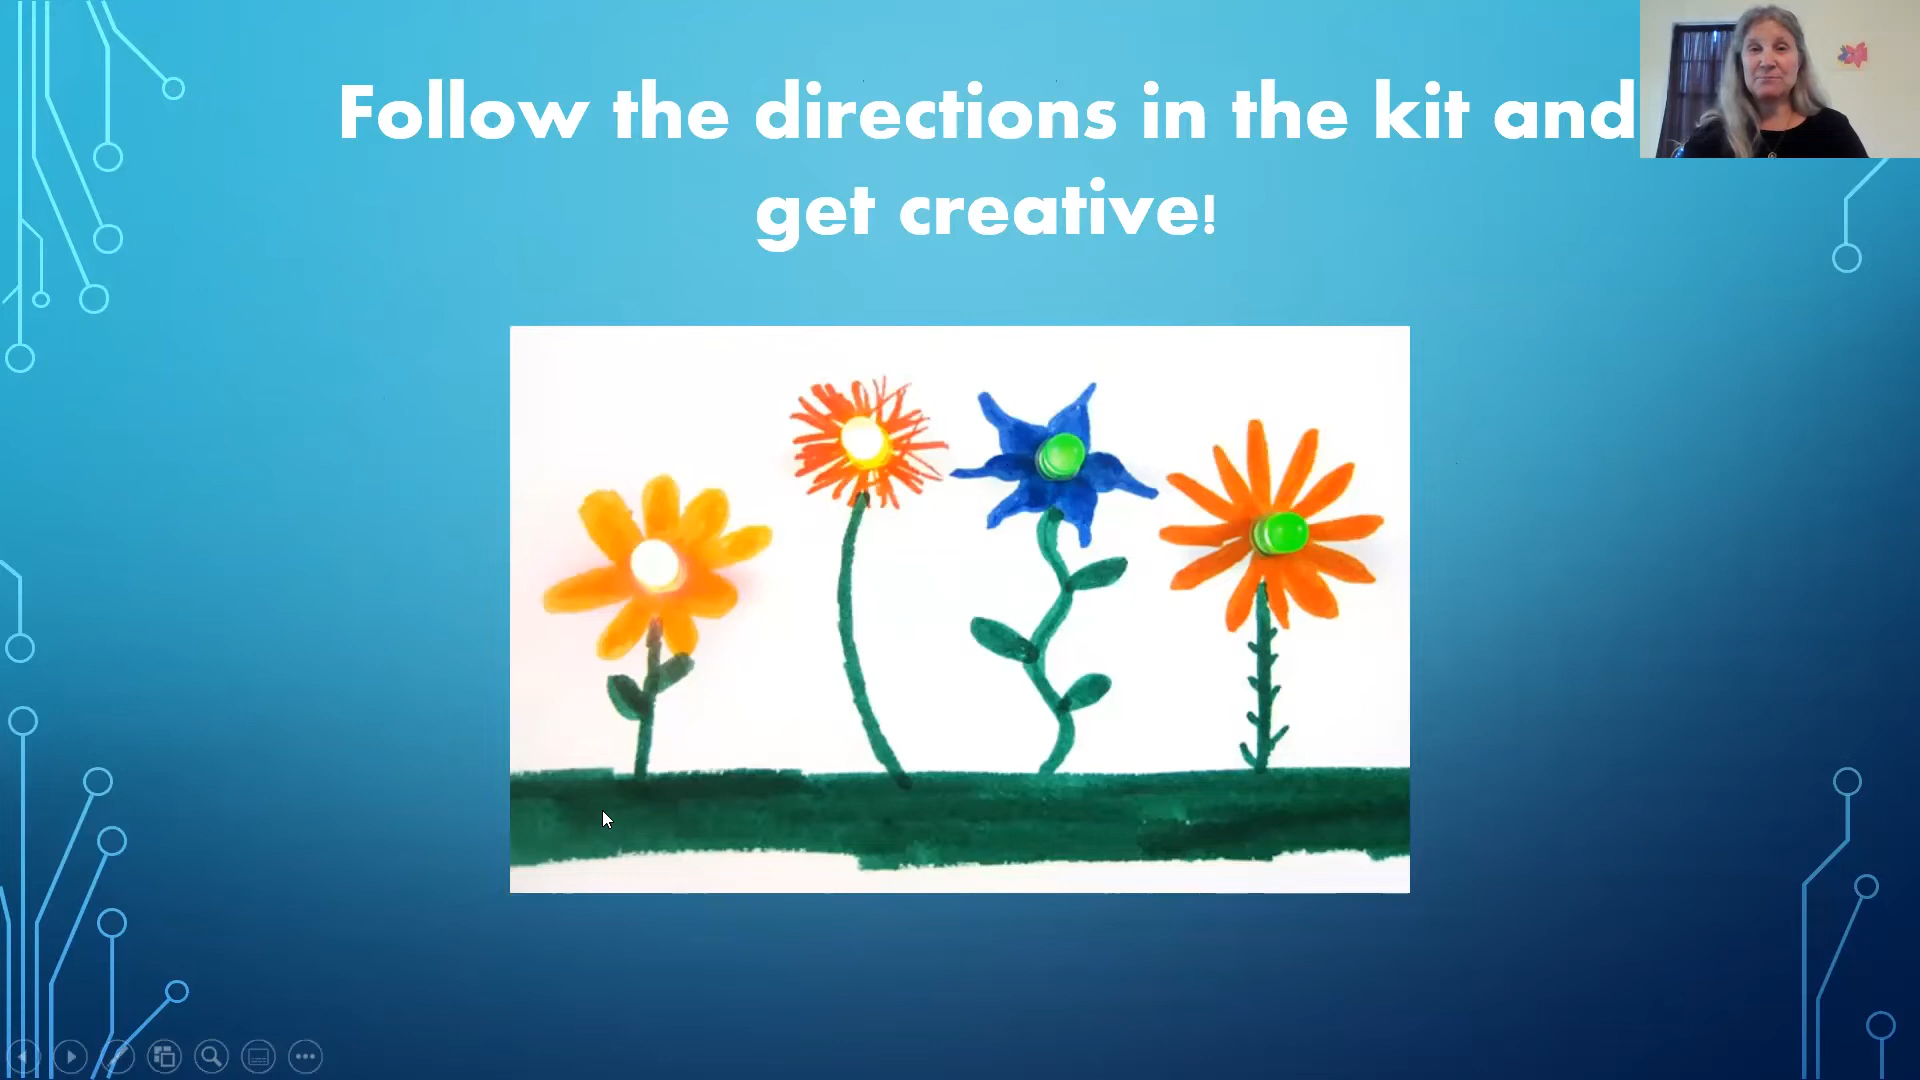 Follow the directions in the kit and
get creative!